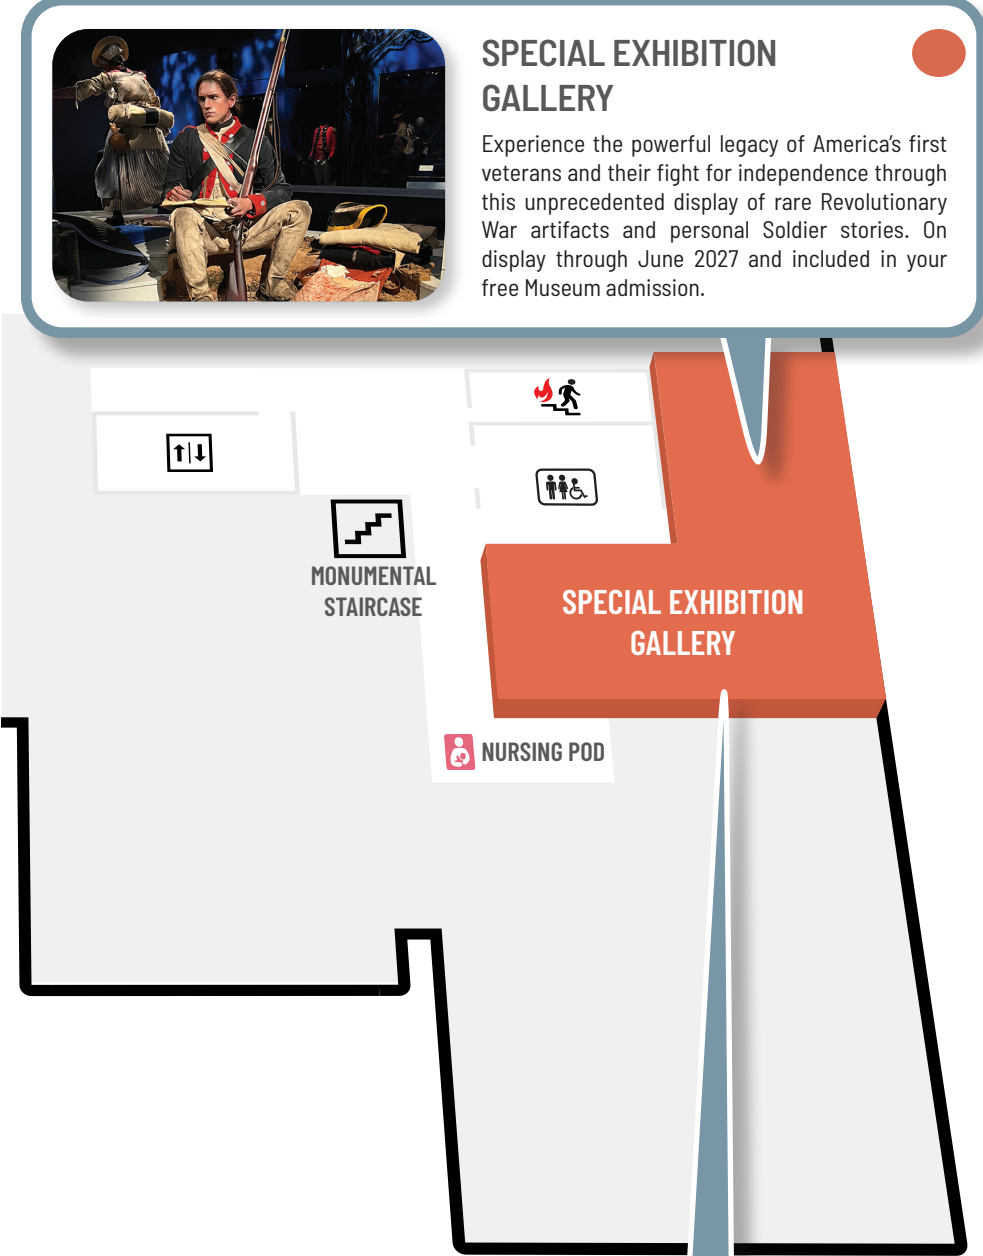 SPECIAL EXHIBITION
GALLERY
Experience the powerful legacy of America's first
veterans and their fight for independence through
this unprecedented display of rare Revolutionary
War artifacts and personal Soldier stories. On
display through June 2027 and included in your
free Museum admission.
MONUMENTAL
STAIRCASE
SPECIAL EXHIBITION
GALLERY
NURSING POD